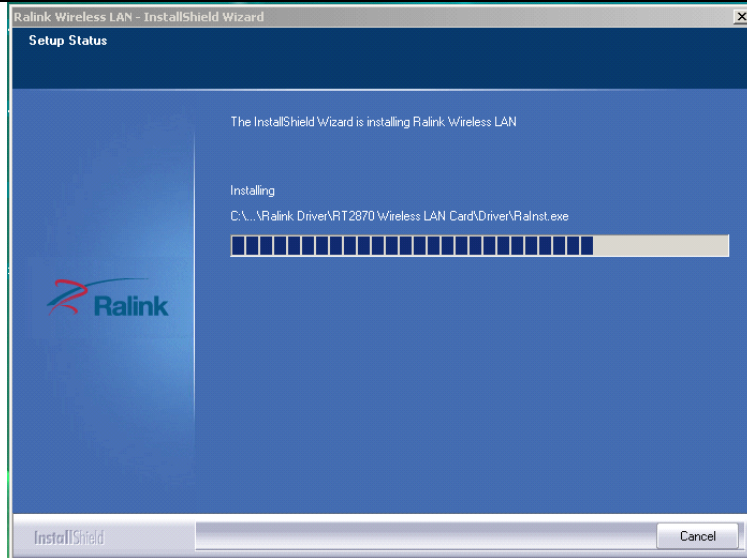 Ralink Wireless LAN - InstallShield Wizard
Setup Status
The InstallShield Wizard is installing Ralink Wireless LAN
Installing
C:\...\Ralink Driver\RT2870 Wireless LAN Card\Driver\RaInst.exe
Ralink
InstallShield
Cancel